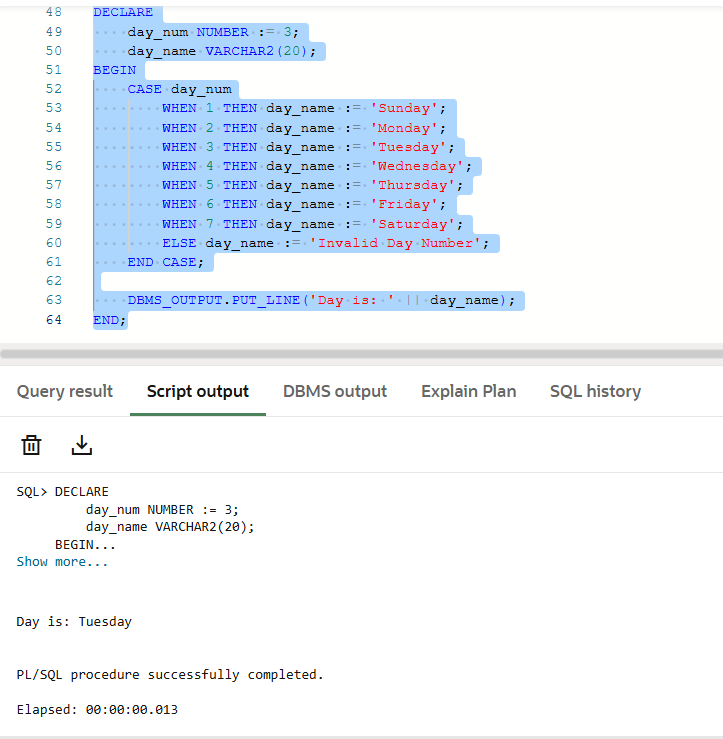 48 DECLARE
49     day_num NUMBER := 3;
50     day_name VARCHAR2(20);
51 BEGIN
52     CASE day_num
53         WHEN 1 THEN day_name := 'Sunday';
54         WHEN 2 THEN day_name := 'Monday';
55         WHEN 3 THEN day_name := 'Tuesday';
56         WHEN 4 THEN day_name := 'Wednesday';
57         WHEN 5 THEN day_name := 'Thursday';
58         WHEN 6 THEN day_name := 'Friday';
59         WHEN 7 THEN day_name := 'Saturday';
60         ELSE day_name := 'Invalid Day Number';
61     END CASE;
62
63     DBMS_OUTPUT.PUT_LINE('Day is: ' || day_name);
64 END;
Query result Script output DBMS output Explain Plan SQL history
SQL> DECLARE
         day_num NUMBER := 3;
         day_name VARCHAR2(20);
     BEGIN...
Show more...
Day is: Tuesday
PL/SQL procedure successfully completed.
Elapsed: 00:00:00.013